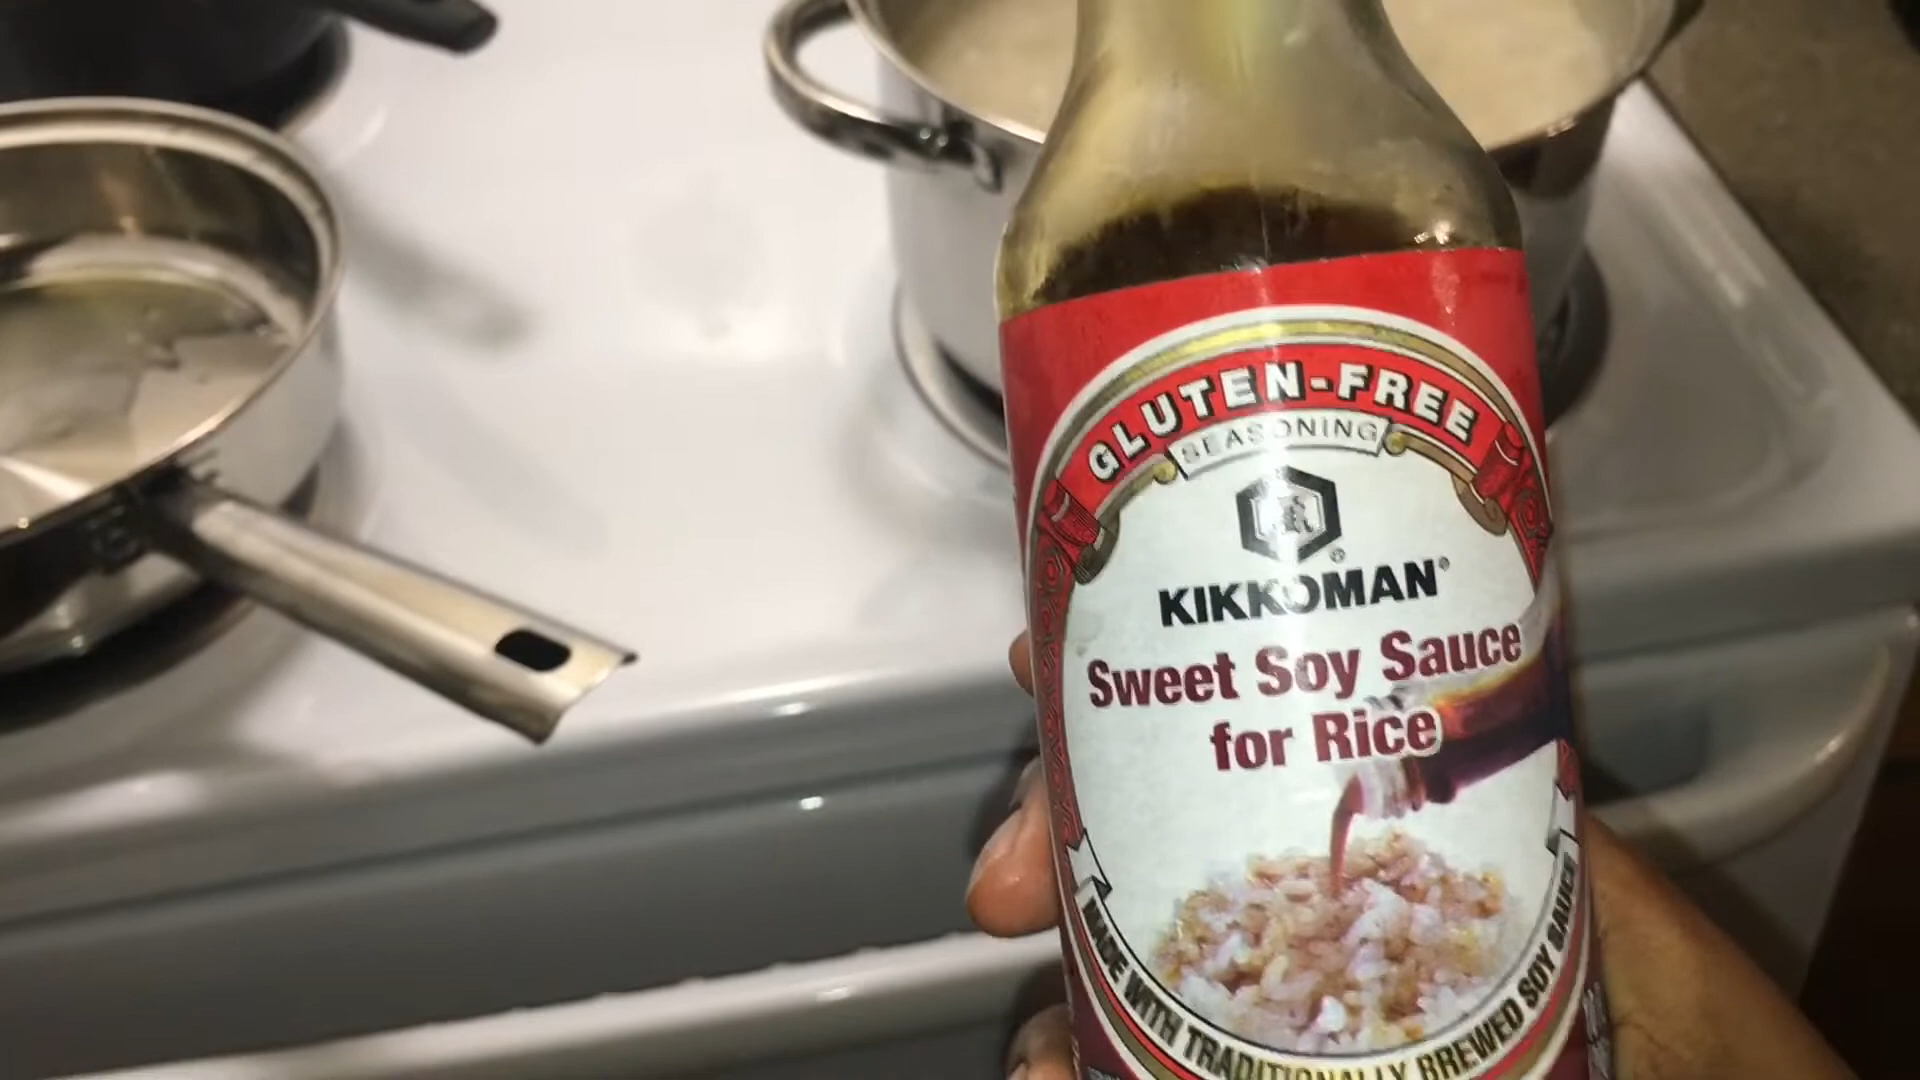 GLUTEN-FREE
SEASONING
KIKKOMAN®
Sweet Soy Sauce
for Rice
MADE WITH TRADITIONALLY BREWED SOY SAUCE